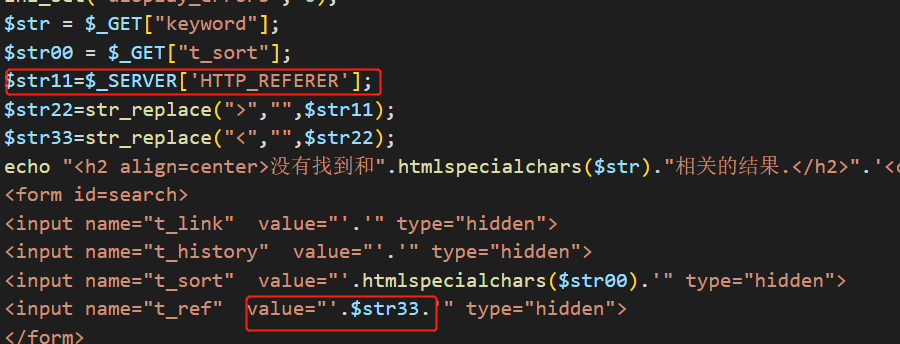 ini_set("display_errors", 0);
$str = $_GET["keyword"];
$str00 = $_GET["t_sort"];
$str11=$_SERVER['HTTP_REFERER'];
$str22=str_replace(">","",$str11);
$str33=str_replace("<","",$str22);
echo "<h2 align=center>没有找到和".htmlspecialchars($str)."相关的结果.</h2>".'<c
<form id=search>
<input name="t_link"  value="'.'" type="hidden">
<input name="t_history"  value="'.'" type="hidden">
<input name="t_sort"  value="'.htmlspecialchars($str00).'" type="hidden">
<input name="t_ref"  value="'.$str33.'" type="hidden">
</form>